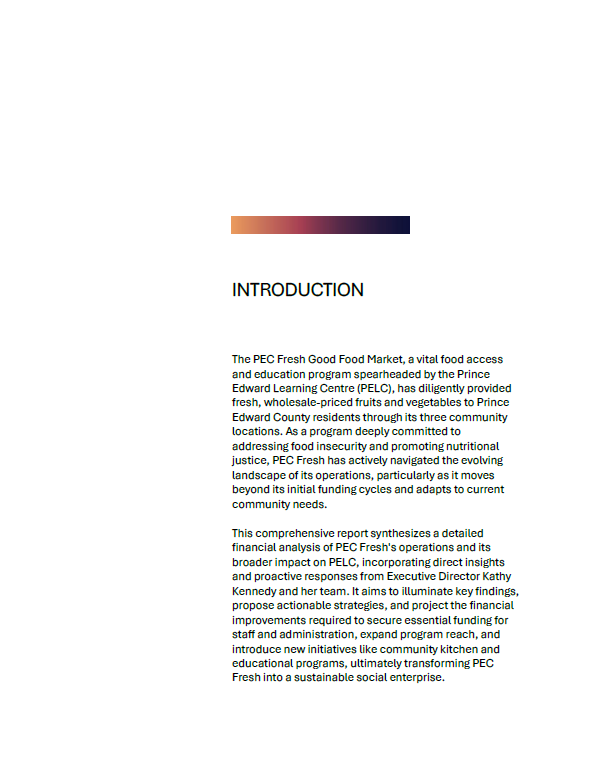 INTRODUCTION
The PEC Fresh Good Food Market, a vital food access
and education program spearheaded by the Prince
Edward Learning Centre (PELC), has diligently provided
fresh, wholesale-priced fruits and vegetables to Prince
Edward County residents through its three community
locations. As a program deeply committed to
addressing food insecurity and promoting nutritional
justice, PEC Fresh has actively navigated the evolving
landscape of its operations, particularly as it moves
beyond its initial funding cycles and adapts to current
community needs.
This comprehensive report synthesizes a detailed
financial analysis of PEC Fresh's operations and its
broader impact on PELC, incorporating direct insights
and proactive responses from Executive Director Kathy
Kennedy and her team. It aims to illuminate key findings,
propose actionable strategies, and project the financial
improvements required to secure essential funding for
staff and administration, expand program reach, and
introduce new initiatives like community kitchen and
educational programs, ultimately transforming PEC
Fresh into a sustainable social enterprise.